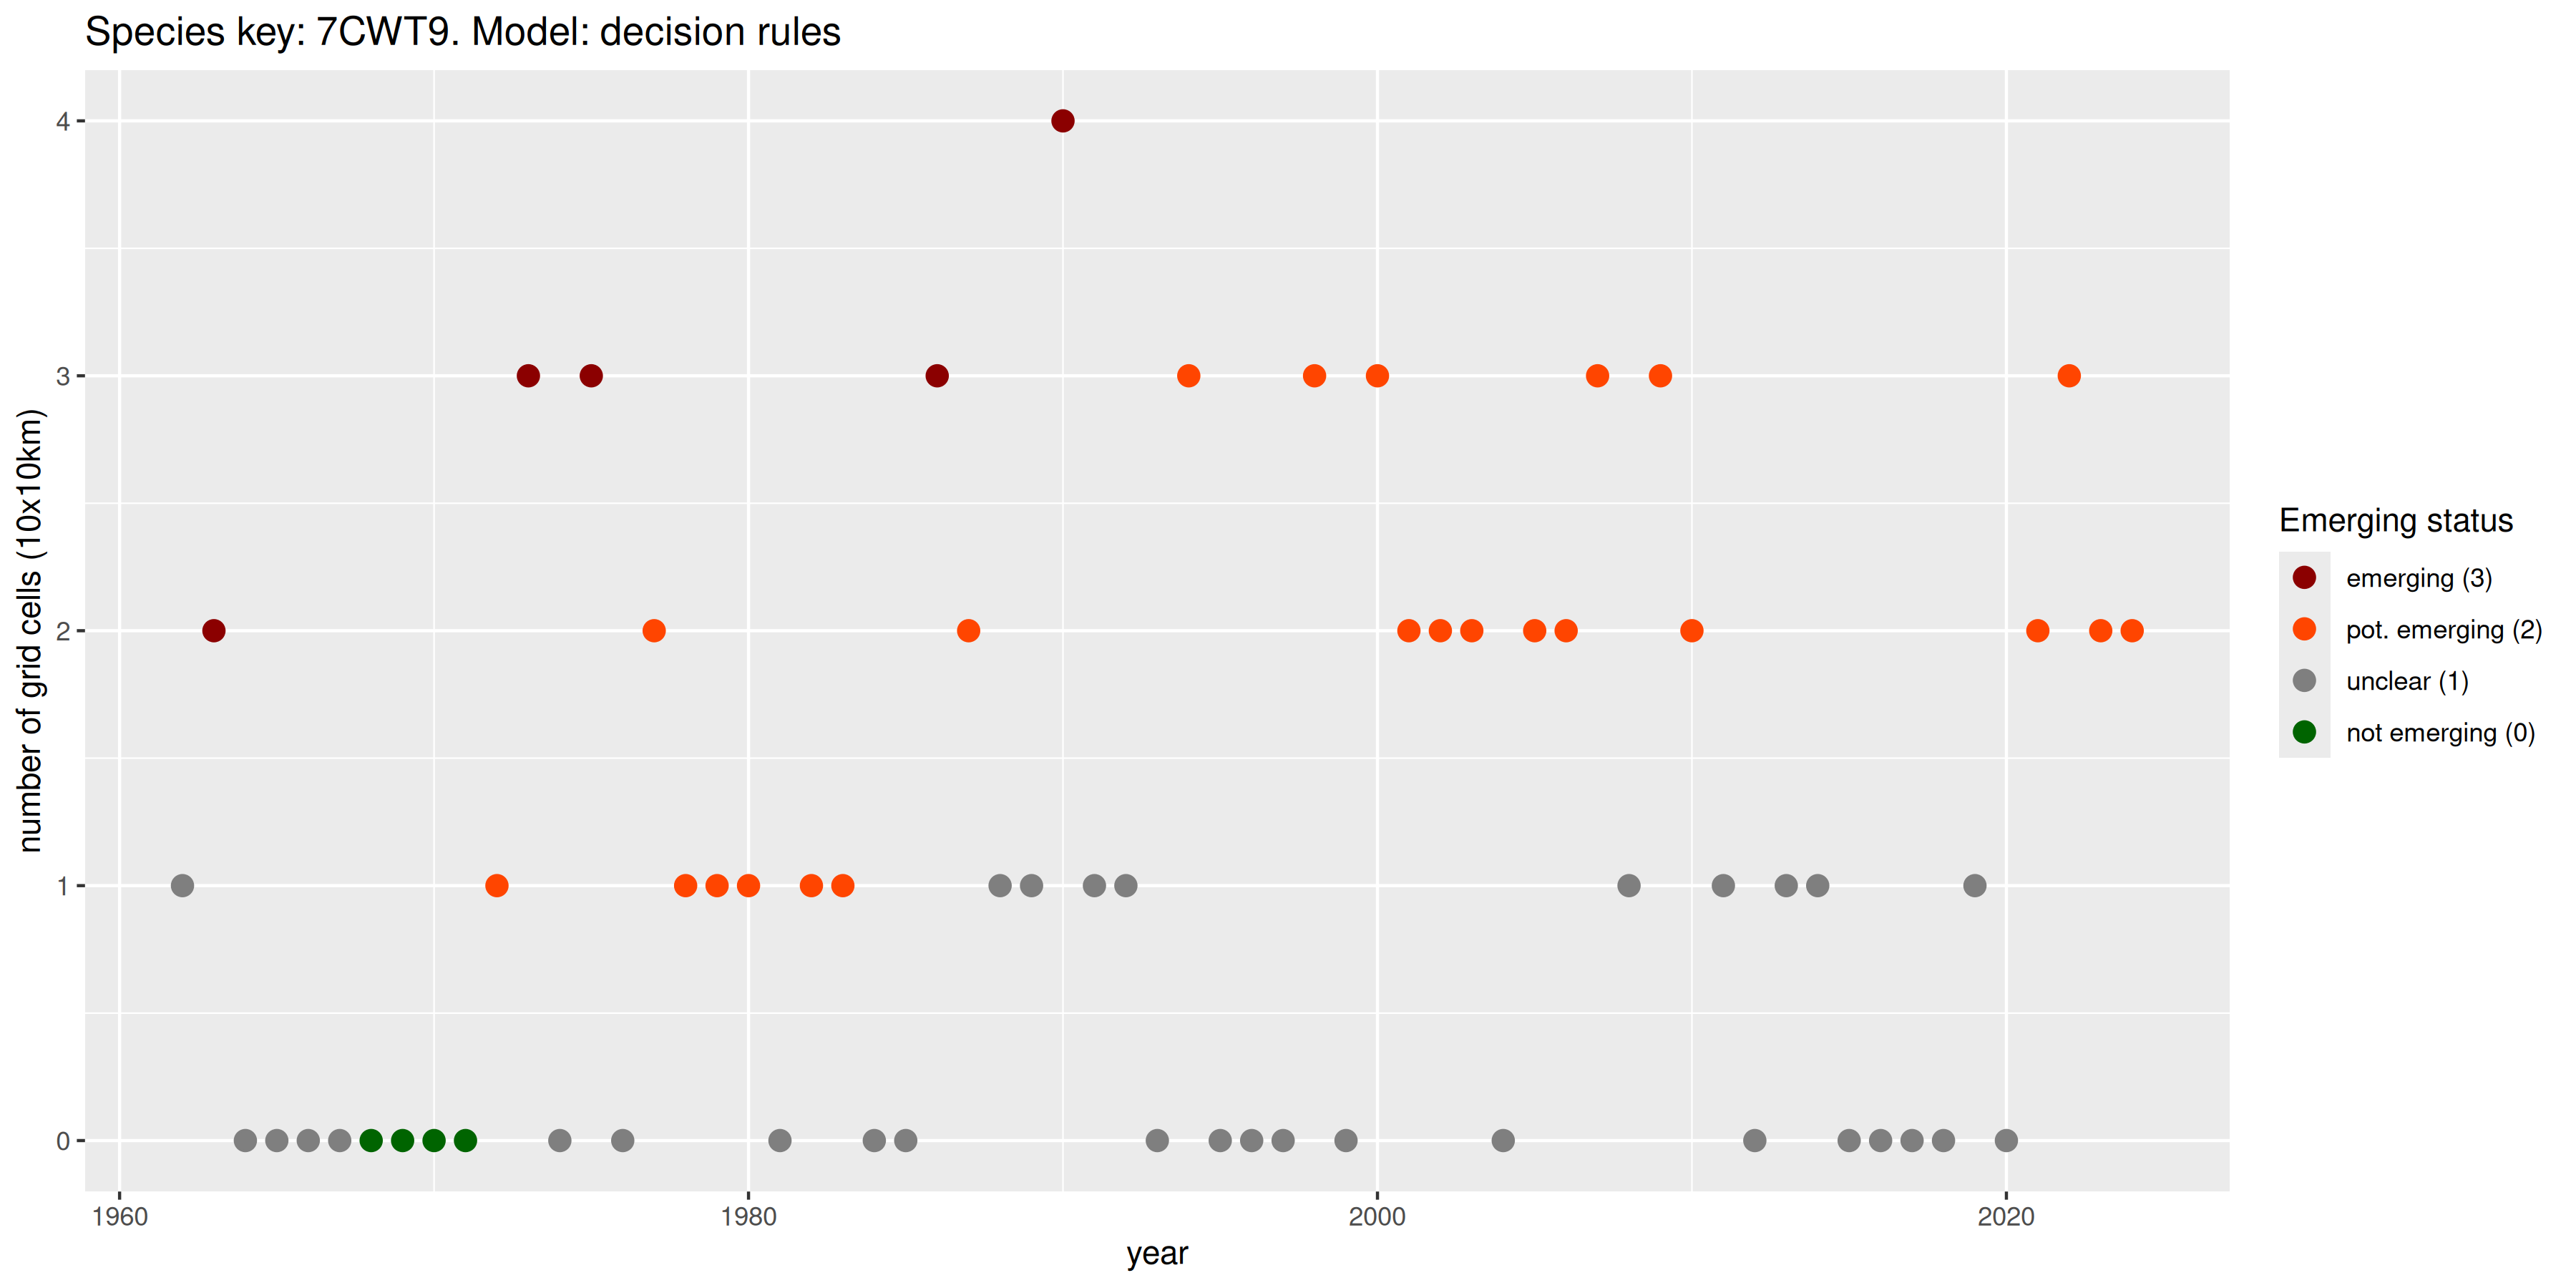 Species key: 7CWT9. Model: decision rules
number of grid cells (10x10km)
4
3
2
1
0
1960
1980
2000
2020
year
Emerging status
emerging (3)
pot. emerging (2)
unclear (1)
not emerging (0)